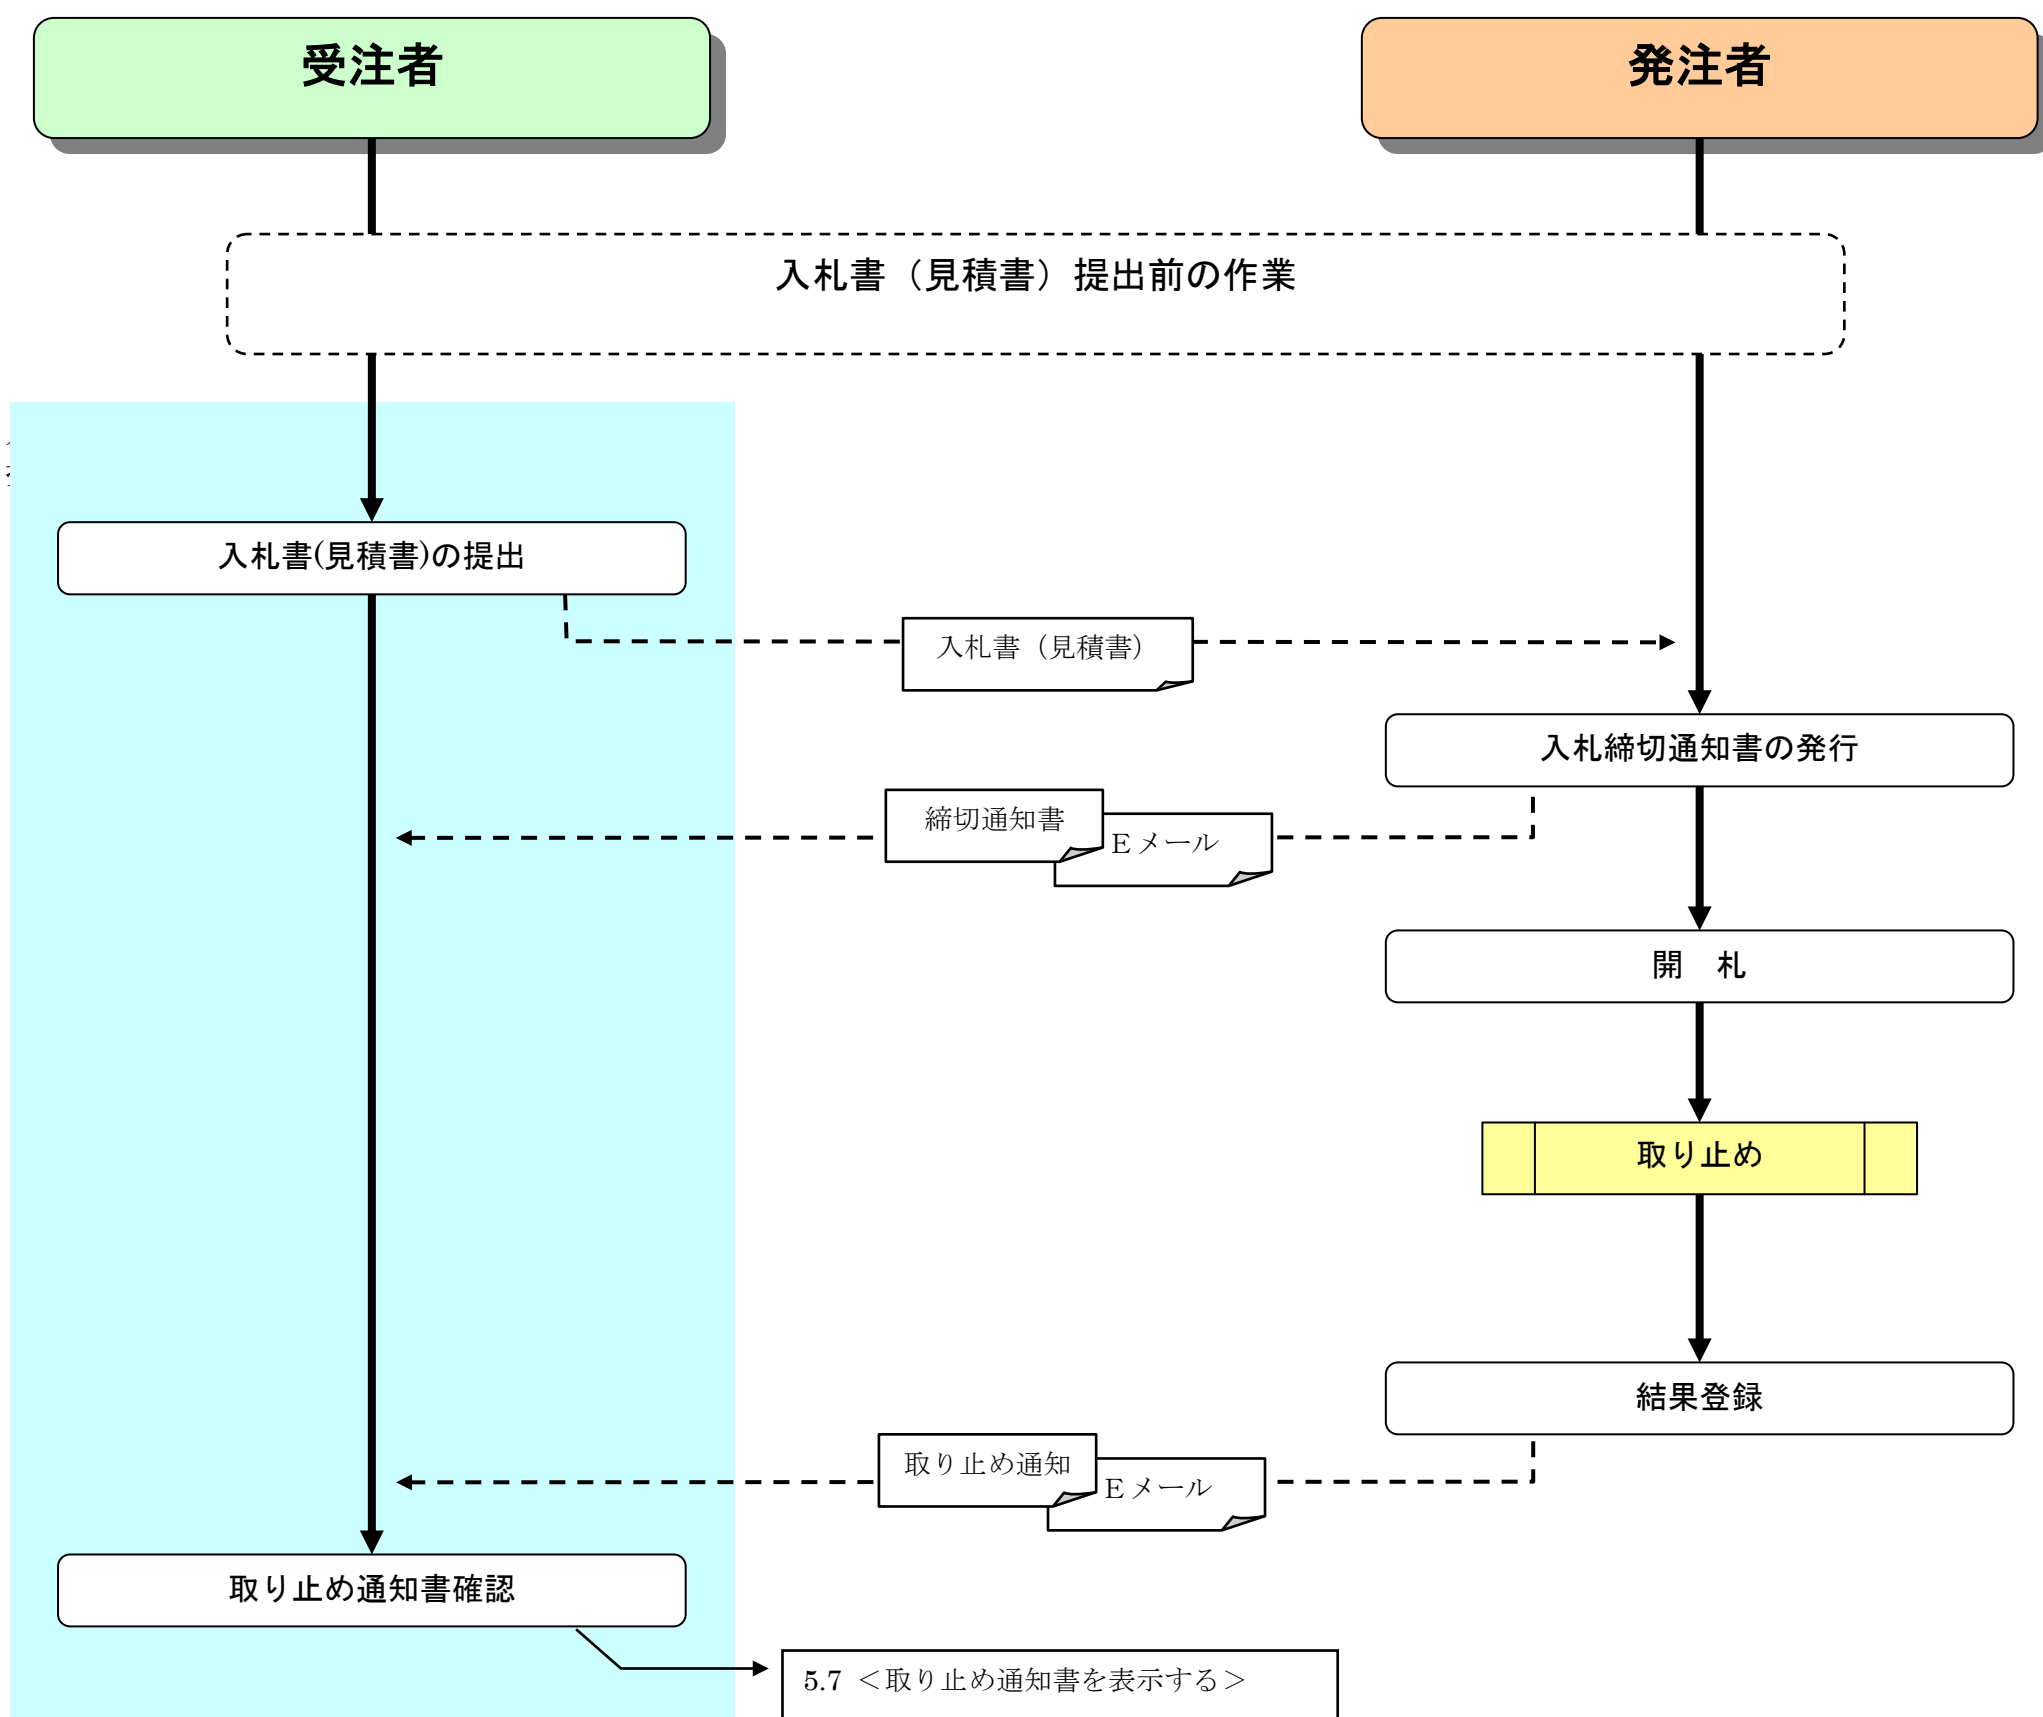 受注者
発注者
入札書（見積書）提出前の作業
入札書(見積書)の提出
入札書（見積書）
入札締切通知書の発行
締切通知書
Ｅメール
開　札
取り止め
結果登録
取り止め通知
Ｅメール
取り止め通知書確認
5.7 ＜取り止め通知書を表示する＞